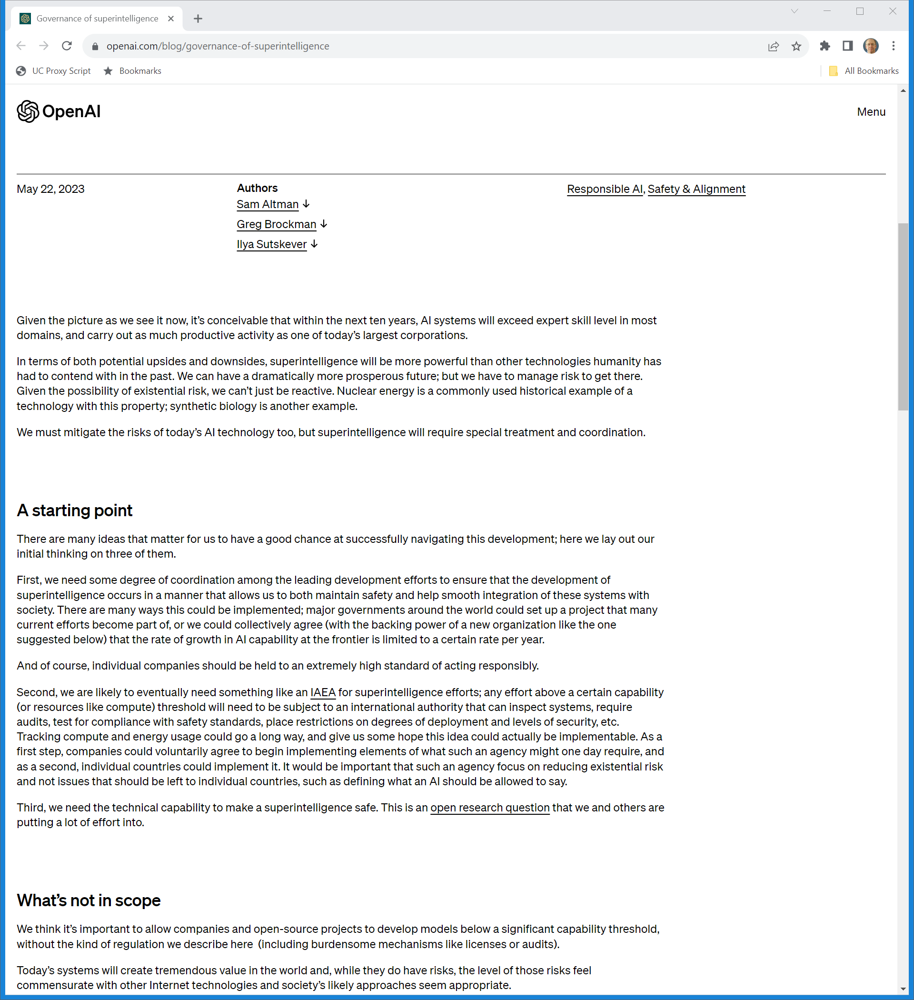 Governance of superintelligence
openai.com/blog/governance-of-superintelligence
UC Proxy Script Bookmarks All Bookmarks
OpenAI Menu
May 22, 2023
Authors
Sam Altman ↓
Greg Brockman ↓
Ilya Sutskever ↓
Responsible AI, Safety & Alignment
Given the picture as we see it now, it’s conceivable that within the next ten years, AI systems will exceed expert skill level in most
domains, and carry out as much productive activity as one of today’s largest corporations.
In terms of both potential upsides and downsides, superintelligence will be more powerful than other technologies humanity has
had to contend with in the past. We can have a dramatically more prosperous future; but we have to manage risk to get there.
Given the possibility of existential risk, we can’t just be reactive. Nuclear energy is a commonly used historical example of a
technology with this property; synthetic biology is another example.
We must mitigate the risks of today’s AI technology too, but superintelligence will require special treatment and coordination.
A starting point
There are many ideas that matter for us to have a good chance at successfully navigating this development; here we lay out our
initial thinking on three of them.
First, we need some degree of coordination among the leading development efforts to ensure that the development of
superintelligence occurs in a manner that allows us to both maintain safety and help smooth integration of these systems with
society. There are many ways this could be implemented; major governments around the world could set up a project that many
current efforts become part of, or we could collectively agree (with the backing power of a new organization like the one
suggested below) that the rate of growth in AI capability at the frontier is limited to a certain rate per year.
And of course, individual companies should be held to an extremely high standard of acting responsibly.
Second, we are likely to eventually need something like an IAEA for superintelligence efforts; any effort above a certain capability
(or resources like compute) threshold will need to be subject to an international authority that can inspect systems, require
audits, test for compliance with safety standards, place restrictions on degrees of deployment and levels of security, etc.
Tracking compute and energy usage could go a long way, and give us some hope this idea could actually be implementable. As a
first step, companies could voluntarily agree to begin implementing elements of what such an agency might one day require, and
as a second, individual countries could implement it. It would be important that such an agency focus on reducing existential risk
and not issues that should be left to individual countries, such as defining what an AI should be allowed to say.
Third, we need the technical capability to make a superintelligence safe. This is an open research question that we and others are
putting a lot of effort into.
What’s not in scope
We think it’s important to allow companies and open-source projects to develop models below a significant capability threshold,
without the kind of regulation we describe here (including burdensome mechanisms like licenses or audits).
Today’s systems will create tremendous value in the world and, while they do have risks, the level of those risks feel
commensurate with other Internet technologies and society’s likely approaches seem appropriate.